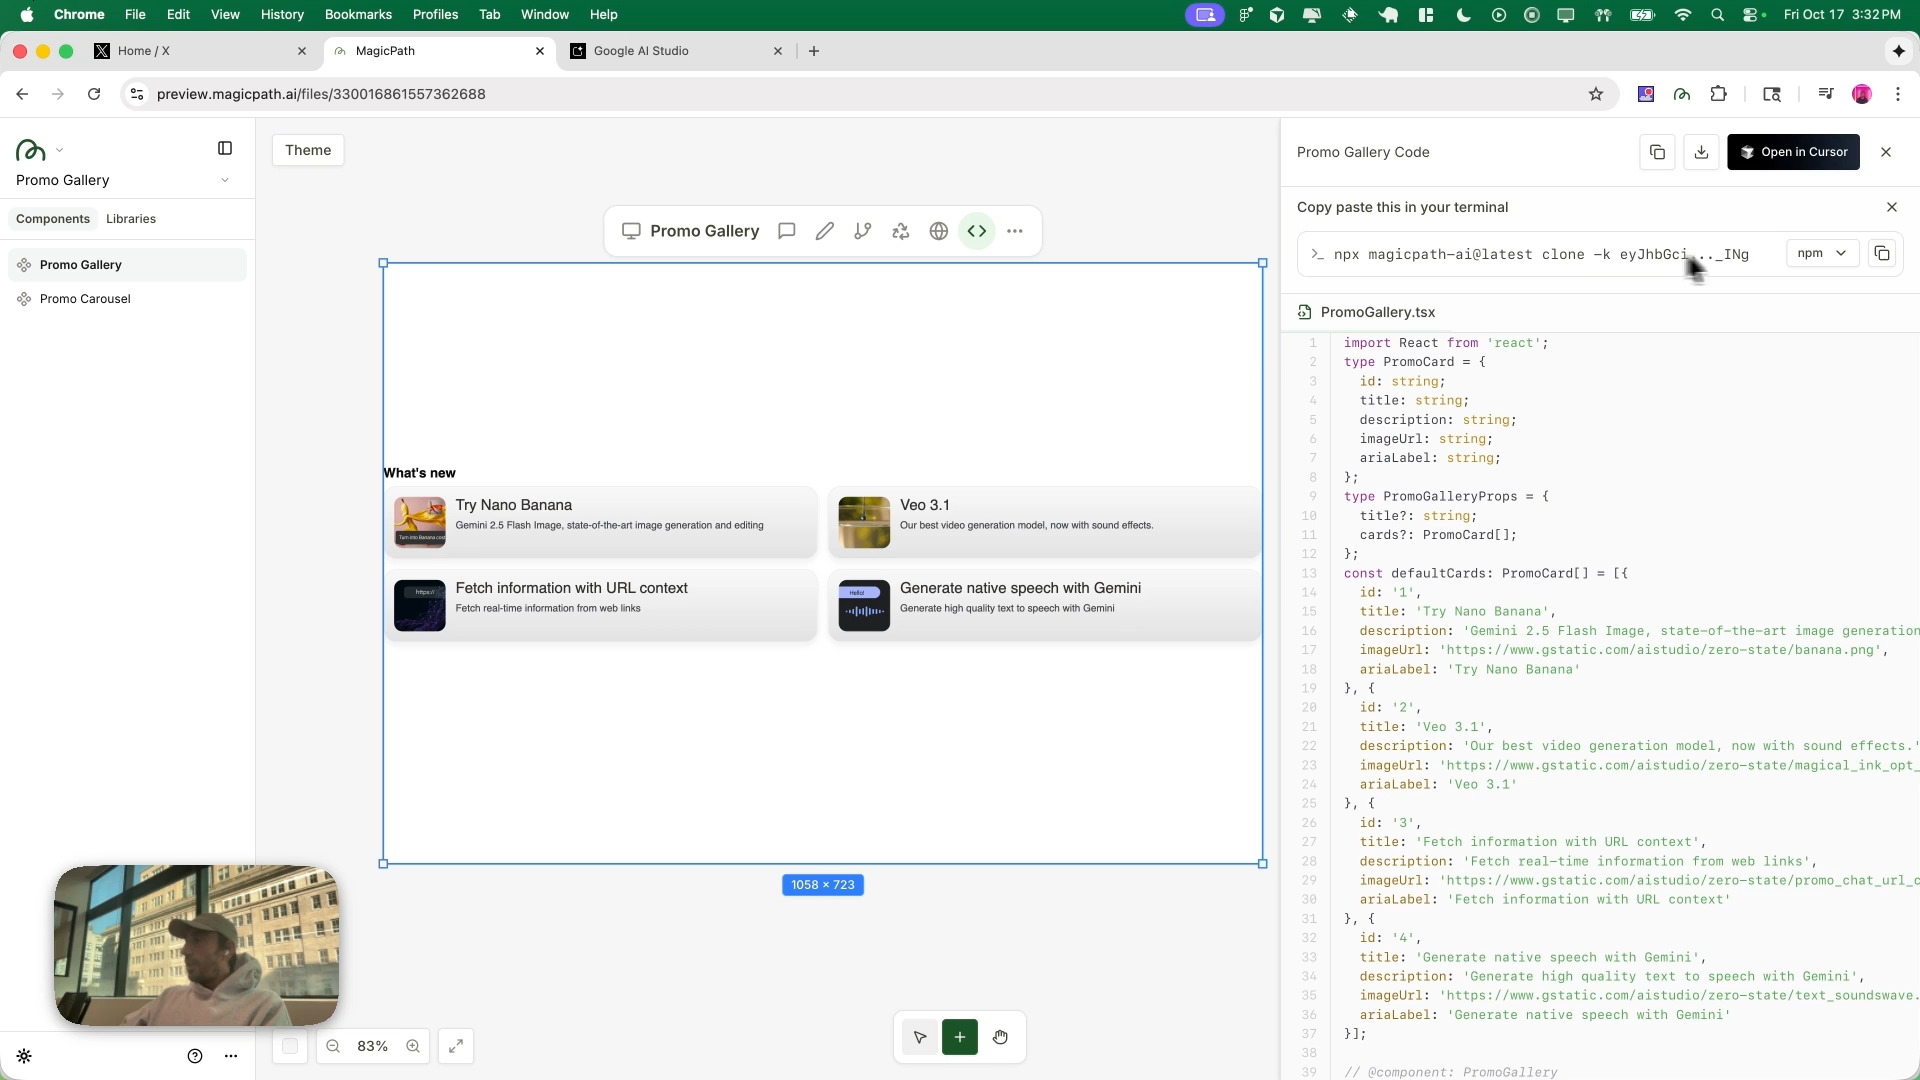 Chrome File Edit View History Bookmarks Profiles Tab Window Help
Fri Oct 17 3:32 PM
Home / X
MagicPath
Google AI Studio
preview.magicpath.ai/files/330016861557362688
Promo Gallery
Components Libraries
Promo Gallery
Promo Carousel
Theme
Promo Gallery
What's new
Try Nano Banana
Gemini 2.5 Flash Image, state-of-the-art image generation and editing
Veo 3.1
Our best video generation model, now with sound effects.
https://
Fetch information with URL context
Fetch real-time information from web links
Hello!
Generate native speech with Gemini
Generate high quality text to speech with Gemini
1058 × 723
83%
Promo Gallery Code
Open in Cursor
Copy paste this in your terminal
>_ npx magicpath-ai@latest clone -k eyJhbGci..._INg
npm
PromoGallery.tsx
1 import React from 'react';
2 type PromoCard = {
3 id: string;
4 title: string;
5 description: string;
6 imageUrl: string;
7 ariaLabel: string;
8 };
9 type PromoGalleryProps = {
10 title?: string;
11 cards?: PromoCard[];
12 };
13 const defaultCards: PromoCard[] = [{
14 id: '1',
15 title: 'Try Nano Banana',
16 description: 'Gemini 2.5 Flash Image, state-of-the-art image generation
17 imageUrl: 'https://www.gstatic.com/aistudio/zero-state/banana.png',
18 ariaLabel: 'Try Nano Banana'
19 }, {
20 id: '2',
21 title: 'Veo 3.1',
22 description: 'Our best video generation model, now with sound effects.'
23 imageUrl: 'https://www.gstatic.com/aistudio/zero-state/magical_ink_opt_
24 ariaLabel: 'Veo 3.1'
25 }, {
26 id: '3',
27 title: 'Fetch information with URL context',
28 description: 'Fetch real-time information from web links',
29 imageUrl: 'https://www.gstatic.com/aistudio/zero-state/promo_chat_url_c
30 ariaLabel: 'Fetch information with URL context'
31 }, {
32 id: '4',
33 title: 'Generate native speech with Gemini',
34 description: 'Generate high quality text to speech with Gemini',
35 imageUrl: 'https://www.gstatic.com/aistudio/zero-state/text_soundswave.
36 ariaLabel: 'Generate native speech with Gemini'
37 }];
38
39 // @component: PromoGallery